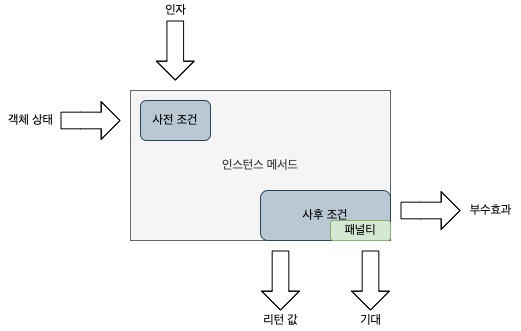 인자
객체 상태
사전 조건
인스턴스 메서드
사후 조건
패널티
부수효과
리턴 값
기대